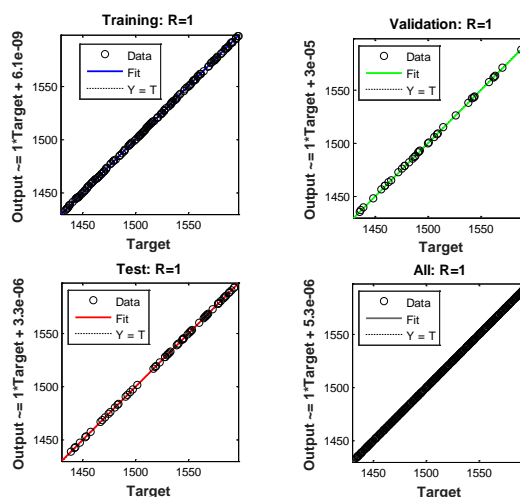 Training: R=1
Output ~= 1*Target + 6.1e-09
1550
1500
1450
Data
Fit
Y = T
1450 1500 1550
Target
Validation: R=1
Output ~= 1*Target + 3e-05
1550
1500
1450
Data
Fit
Y = T
1450 1500 1550
Target
Test: R=1
Output ~= 1*Target + 3.3e-06
1550
1500
1450
Data
Fit
Y = T
1450 1500 1550
Target
All: R=1
Output ~= 1*Target + 5.3e-06
1550
1500
1450
Data
Fit
Y = T
1450 1500 1550
Target